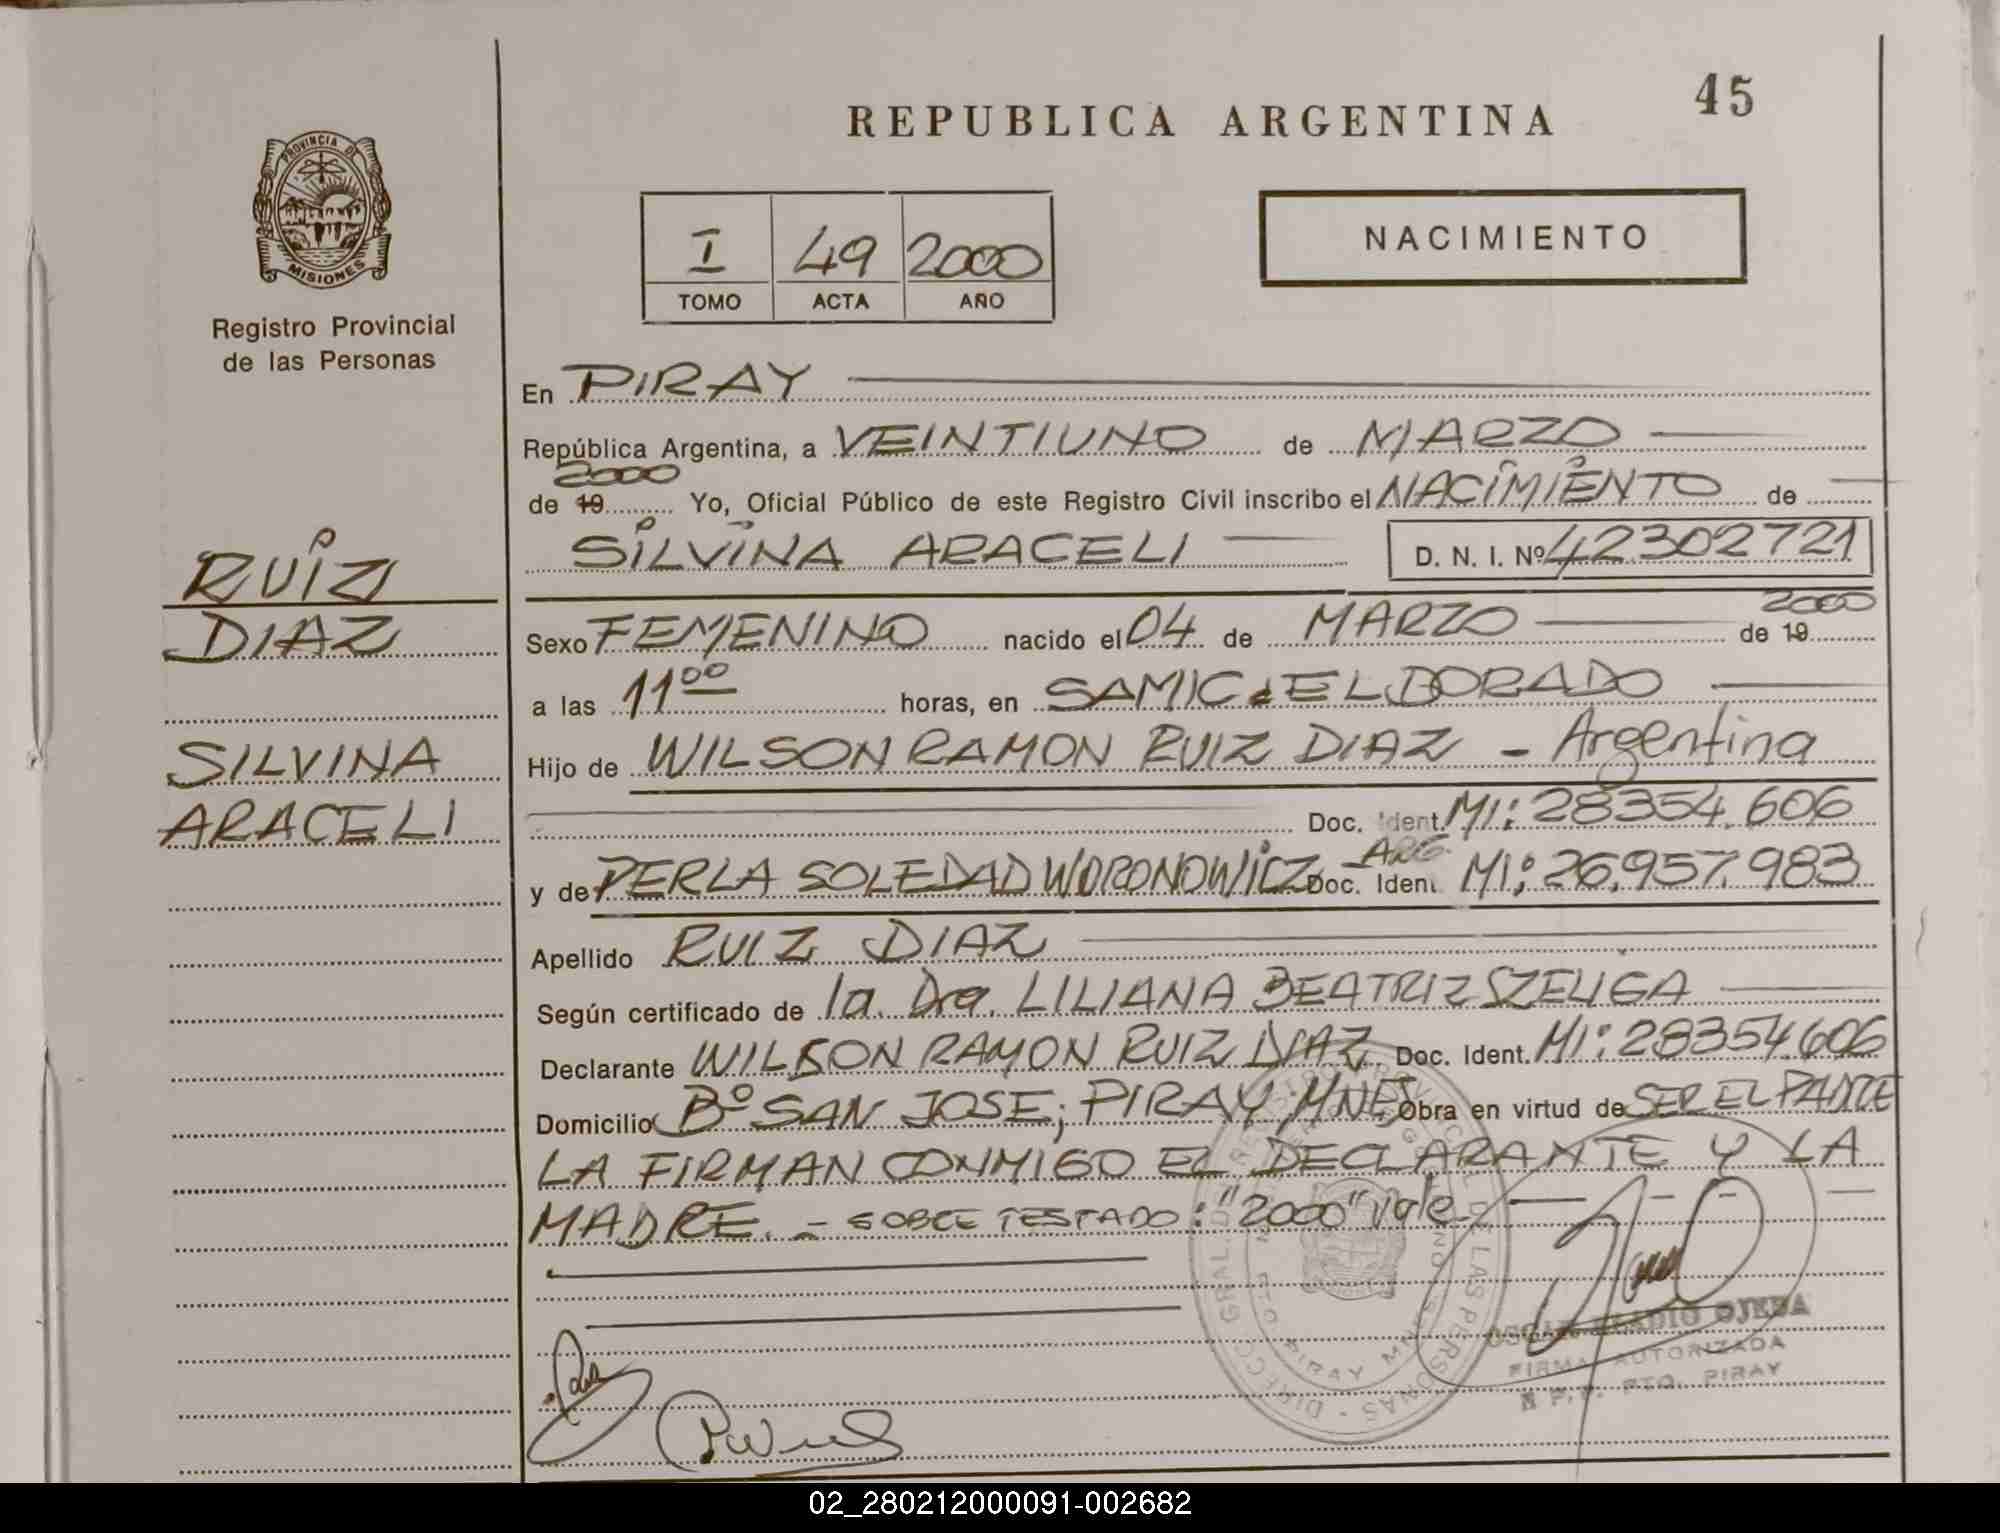 45
REPUBLICA ARGENTINA
PROVINCIA DE
MISIONES
Registro Provincial
de las Personas
I 49 2000
TOMO ACTA AÑO
NACIMIENTO
En PIRAY
República Argentina, a VEINTIUNO de MARZO
2000
de 19 Yo, Oficial Público de este Registro Civil inscribo el NACIMIENTO de
SILVINA ARACELI D. N. I. Nº 42302721
RUIZ
DIAZ
SILVINA
ARACELI
2000
Sexo FEMENINO nacido el 04 de MARZO de 19
a las 11⁰⁰ horas, en SAMIC ELDORADO
Hijo de WILSON RAMON RUIZ DIAZ - Argentina
Doc. Ident. MI: 28354.606
ARG.
y de PERLA SOLEDAD WORONOWICZ Doc. Ident MI: 26.957.983
Apellido RUIZ DIAZ
Según certificado de la. Dra. LILIANA BEATRIZ SZELIGA
Declarante WILSON RAMON RUIZ DIAZ Doc. Ident. MI: 28354.606
Domicilio Bº SAN JOSE; PIRAY MNES Obra en virtud de SER EL PADRE
LA FIRMAN CONMIGO EL DECLARANTE Y LA
MADRE. - SOBRE TESTADO: "2000" vale
OJEDA
FIRMA AUTORIZADA
PTO. PIRAY
02_280212000091-002682